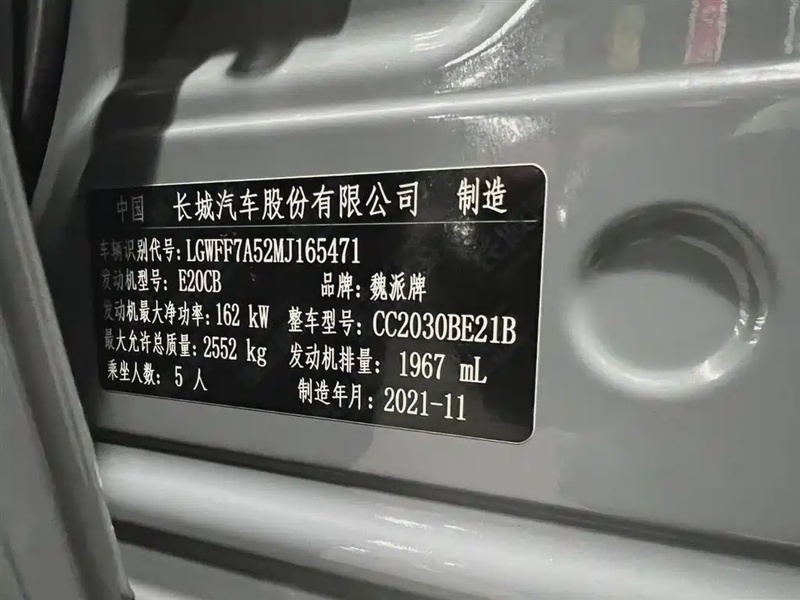 中国 长城汽车股份有限公司 制造
车辆识别代号: LGWFF7A52MJ165471
发动机型号: E20CB 品牌: 魏派牌
发动机最大净功率: 162 kW 整车型号: CC2030BE21B
最大允许总质量: 2552 kg 发动机排量: 1967 mL
乘坐人数: 5 人 制造年月: 2021-11